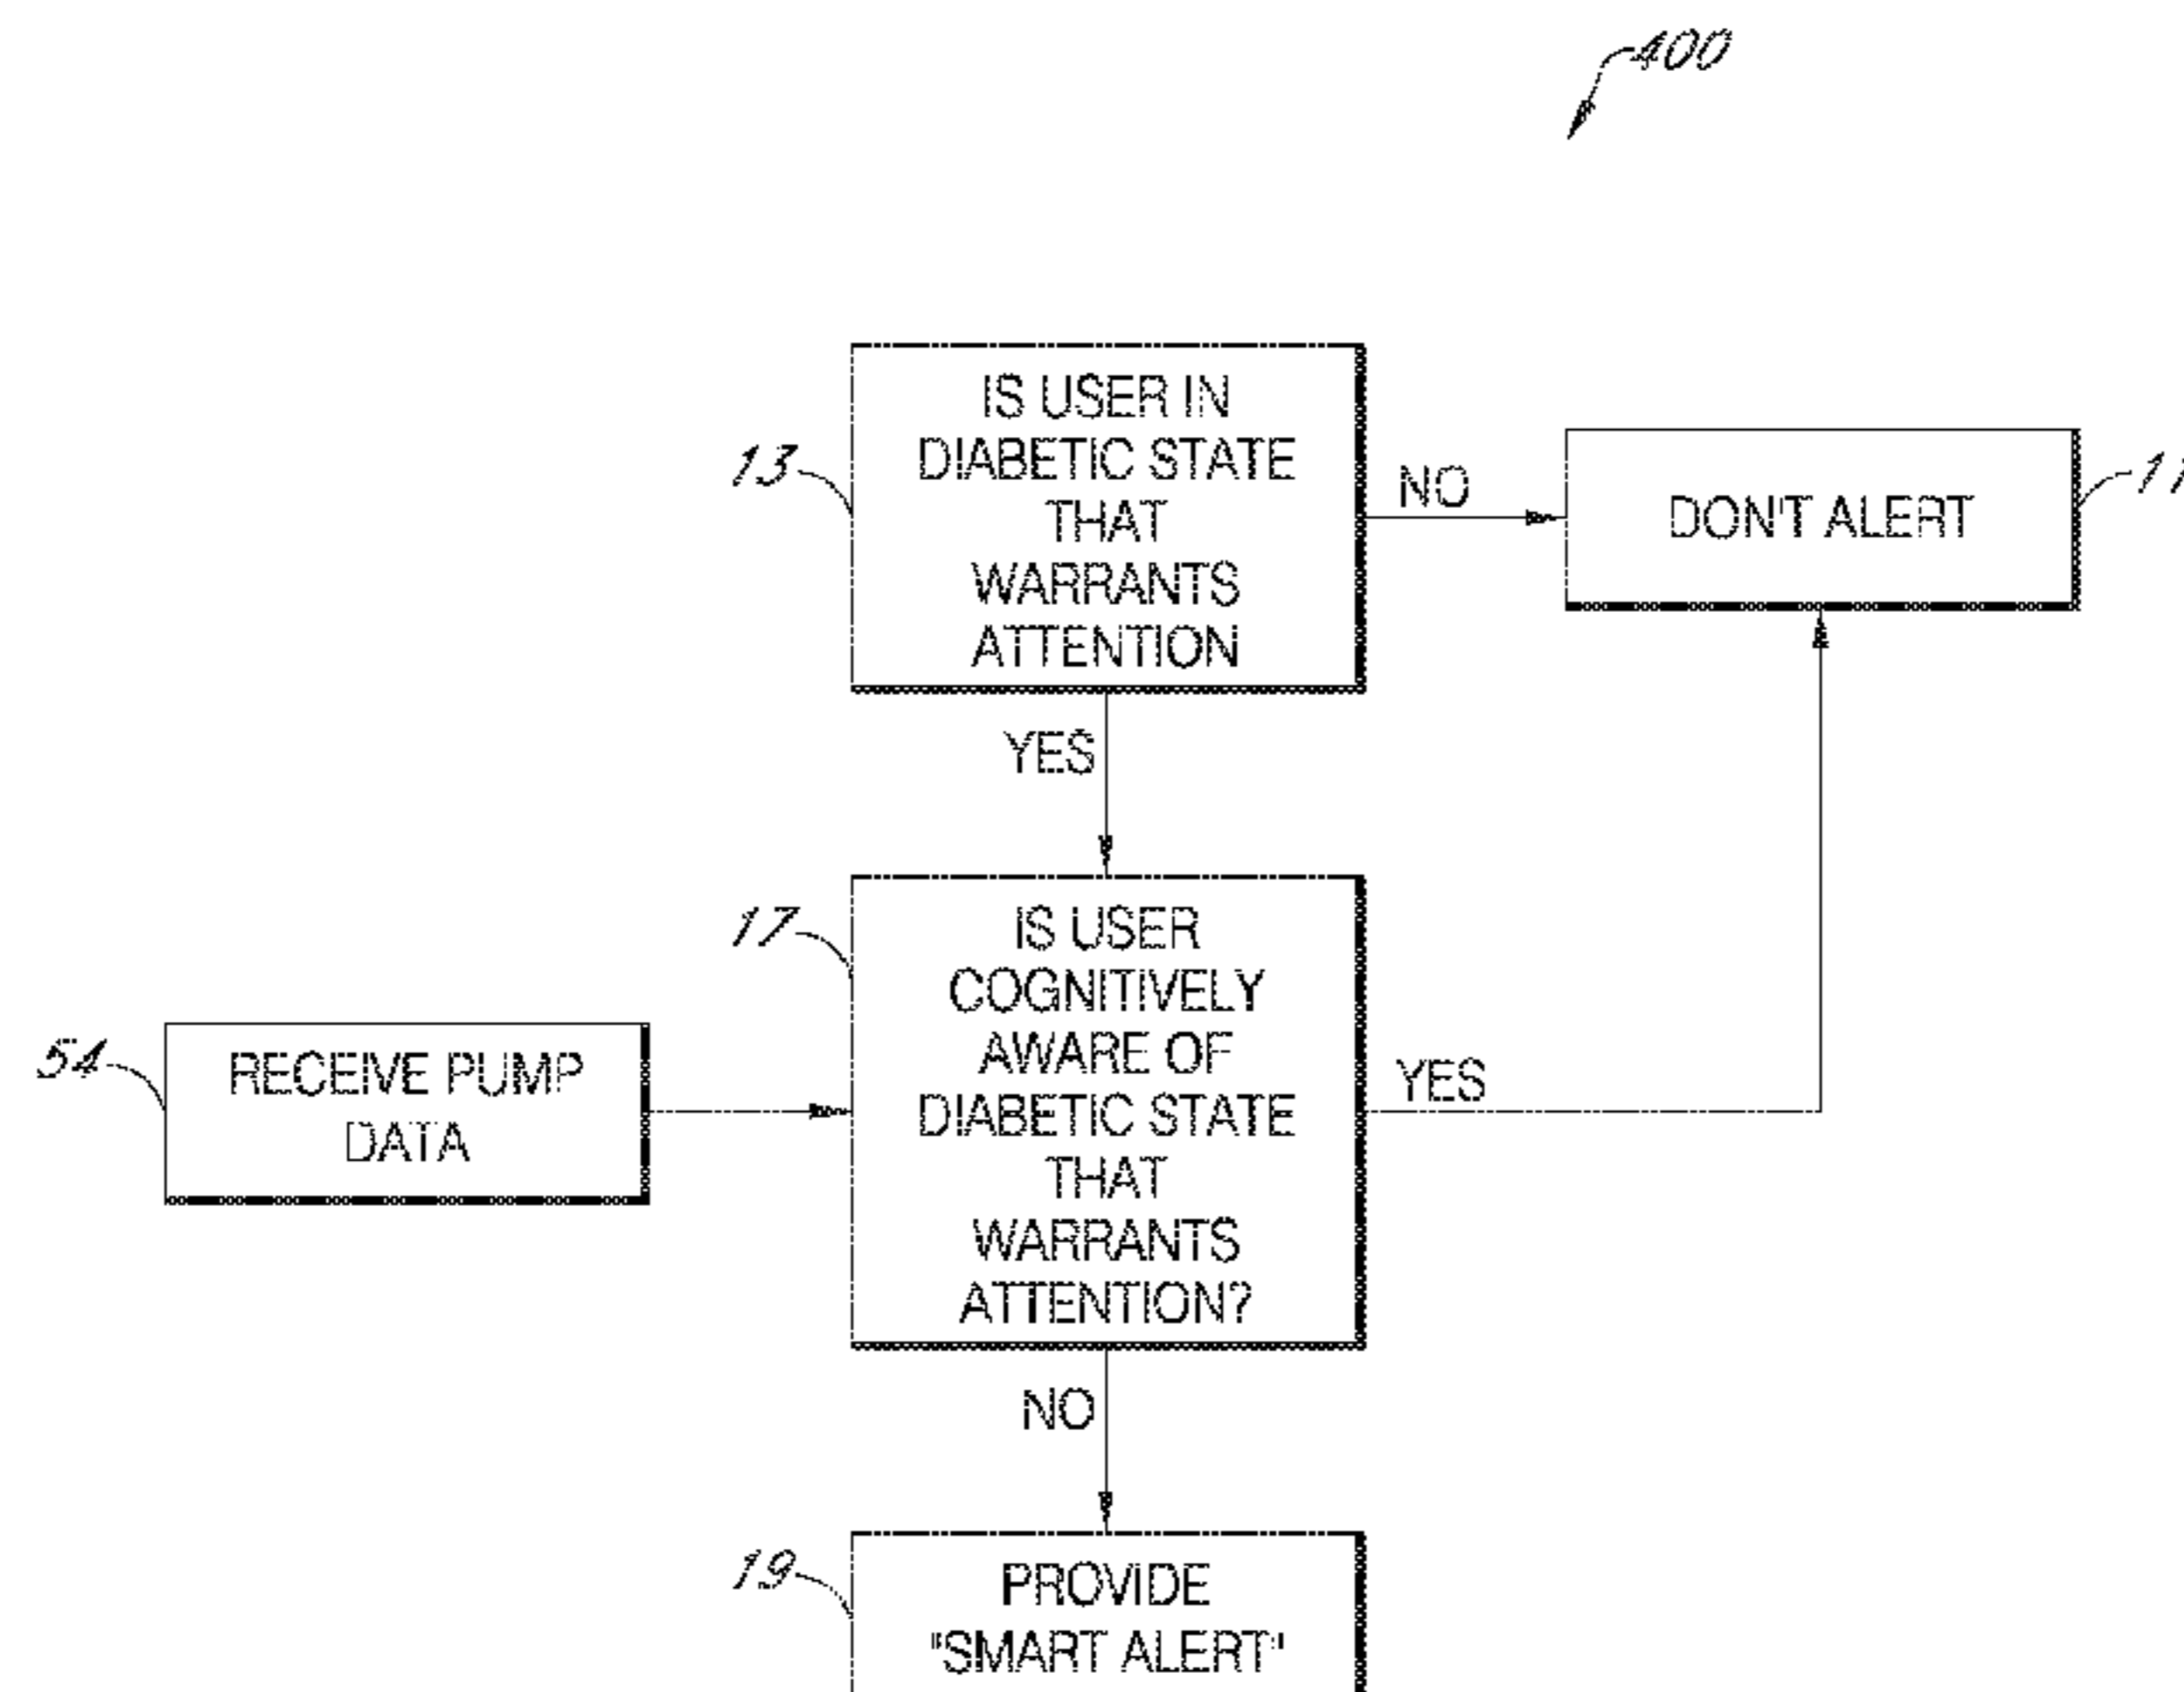 400
IS USER IN
DIABETIC STATE
THAT
WARRANTS
ATTENTION
13
NO
DON'T ALERT
11
YES
17
IS USER
COGNITIVELY
AWARE OF
DIABETIC STATE
THAT
WARRANTS
ATTENTION?
54
RECEIVE PUMP
DATA
YES
NO
19
PROVIDE
"SMART ALERT"